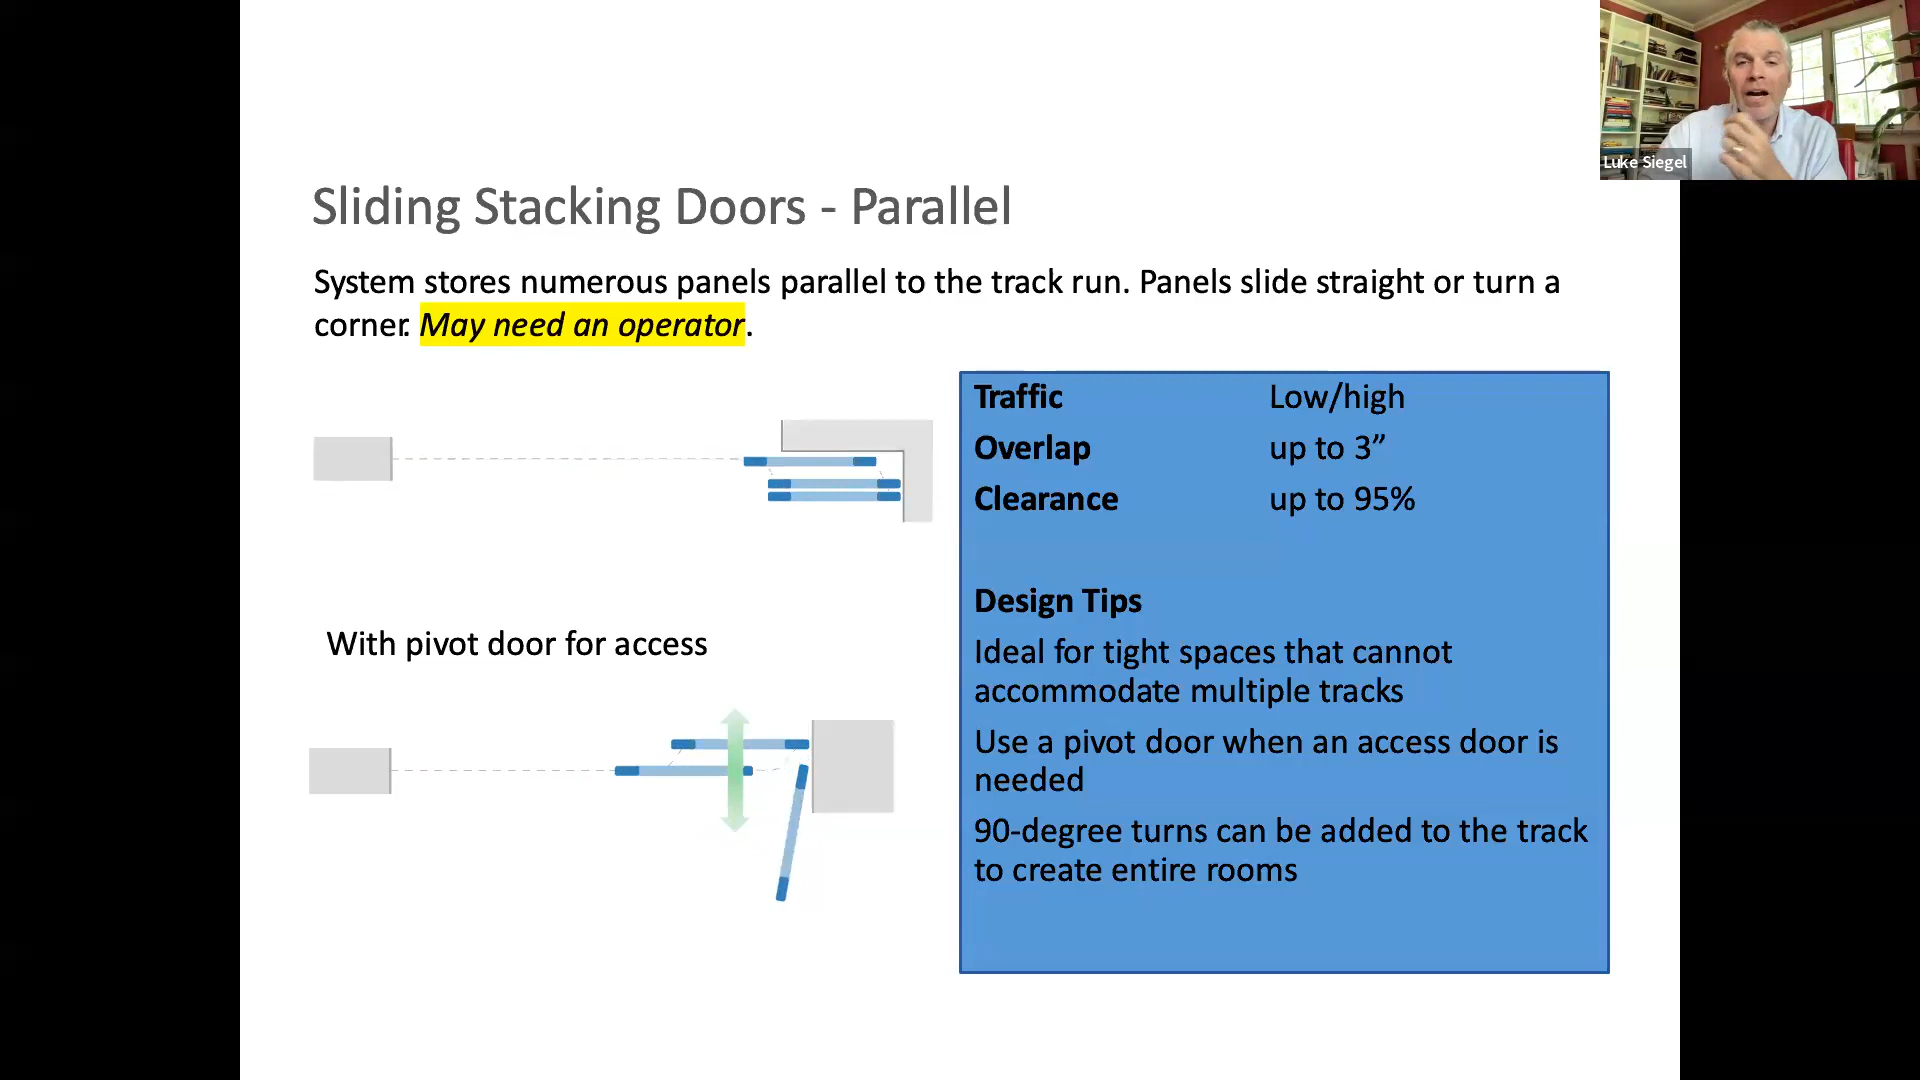 Luke Siegel
Sliding Stacking Doors - Parallel
System stores numerous panels parallel to the track run. Panels slide straight or turn a
corner. May need an operator.
Traffic Low/high
Overlap up to 3”
Clearance up to 95%
Design Tips
Ideal for tight spaces that cannot
accommodate multiple tracks
Use a pivot door when an access door is
needed
90-degree turns can be added to the track
to create entire rooms
With pivot door for access